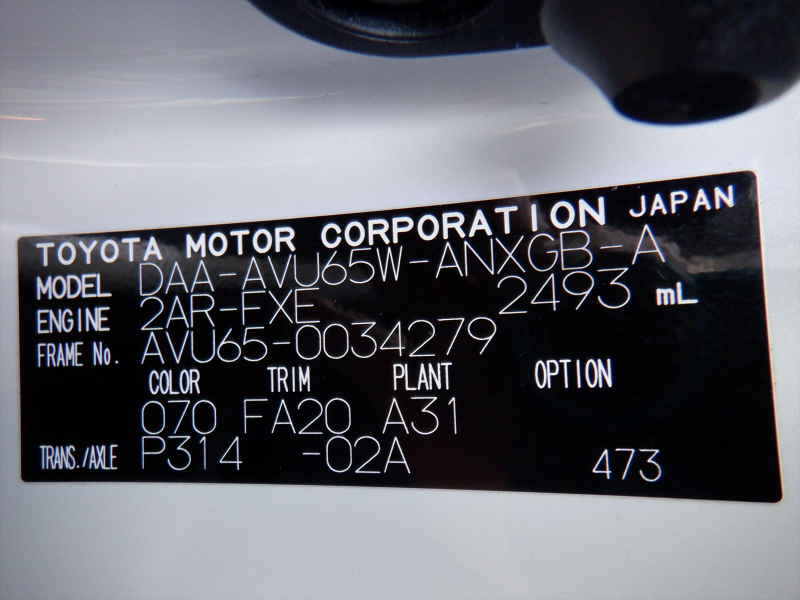 TOYOTA MOTOR CORPORATION JAPAN
MODEL DAA-AVU65W-ANXGB-A
ENGINE 2AR-FXE 2493 mL
FRAME No. AVU65-0034279
COLOR TRIM PLANT OPTION
070 FA20 A31
TRANS./AXLE P314 -02A 473